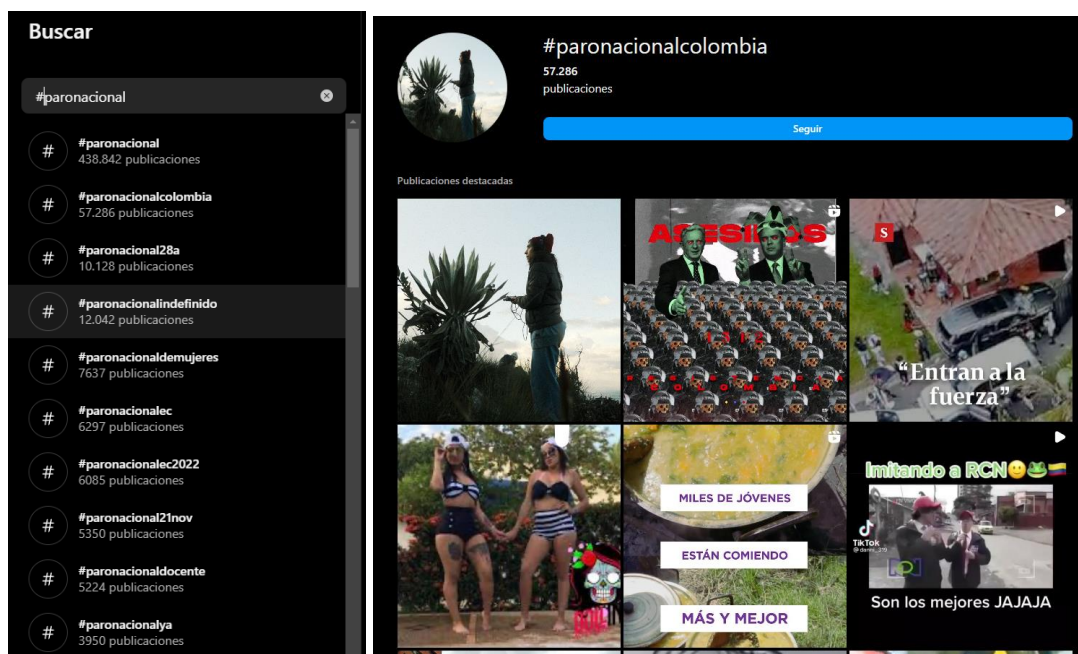 Buscar
#paronacional
#
#paronacional
438.842 publicaciones
#
#paronacionalcolombia
57.286 publicaciones
#
#paronacional28a
10.128 publicaciones
#
#paronacionalindefinido
12.042 publicaciones
#
#paronacionaldemujeres
7637 publicaciones
#
#paronacionalec
6297 publicaciones
#
#paronacionalec2022
6085 publicaciones
#
#paronacional21nov
5350 publicaciones
#
#paronacionaldocente
5224 publicaciones
#
#paronacionalya
3950 publicaciones
#paronacionalcolombia
57.286
publicaciones
Seguir
Publicaciones destacadas
ASESINOS
S
“Entran a la
fuerza”
MILES DE JÓVENES
ESTÁN COMIENDO
MÁS Y MEJOR
Imitando a RCN
TikTok
Son los mejores JAJAJA